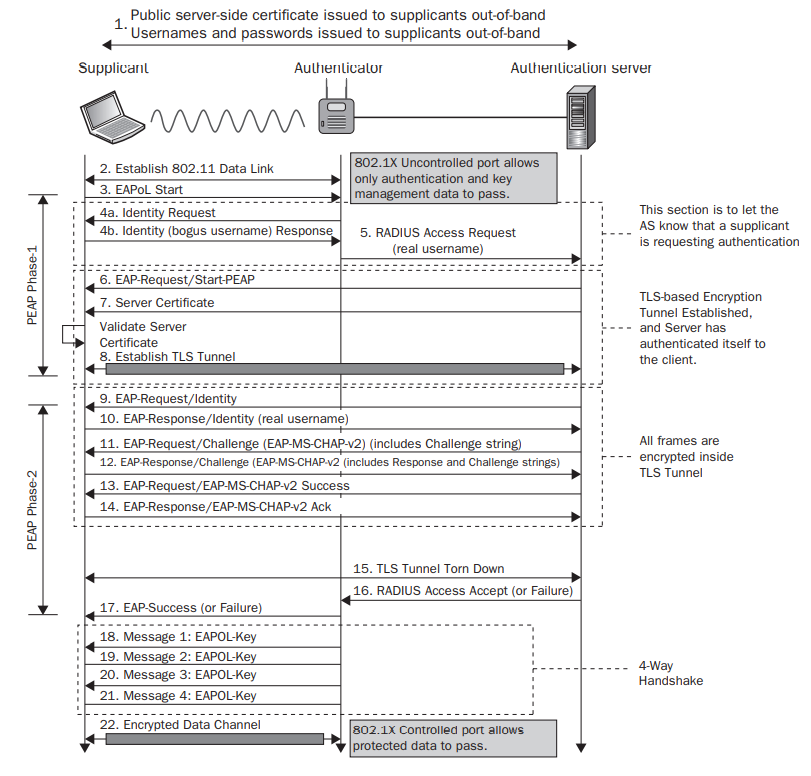 1. Public server-side certificate issued to supplicants out-of-band
Usernames and passwords issued to supplicants out-of-band
Supplicant
Authenticator
Authentication server
2. Establish 802.11 Data Link
802.1X Uncontrolled port allows
only authentication and key
management data to pass.
3. EAPoL Start
4a. Identity Request
4b. Identity (bogus username) Response
5. RADIUS Access Request
(real username)
This section is to let the
AS know that a supplicant
is requesting authentication
PEAP Phase-1
6. EAP-Request/Start-PEAP
7. Server Certificate
Validate Server
Certificate
8. Establish TLS Tunnel
TLS-based Encryption
Tunnel Established,
and Server has
authenticated itself to
the client.
9. EAP-Request/Identity
10. EAP-Response/Identity (real username)
11. EAP-Request/Challenge (EAP-MS-CHAP-v2) (includes Challenge string)
12. EAP-Response/Challenge (EAP-MS-CHAP-v2 (includes Response and Challenge strings)
13. EAP-Request/EAP-MS-CHAP-v2 Success
14. EAP-Response/EAP-MS-CHAP-v2 Ack
All frames are
encrypted inside
TLS Tunnel
PEAP Phase-2
15. TLS Tunnel Torn Down
16. RADIUS Access Accept (or Failure)
17. EAP-Success (or Failure)
18. Message 1: EAPOL-Key
19. Message 2: EAPOL-Key
20. Message 3: EAPOL-Key
21. Message 4: EAPOL-Key
4-Way
Handshake
22. Encrypted Data Channel
802.1X Controlled port allows
protected data to pass.